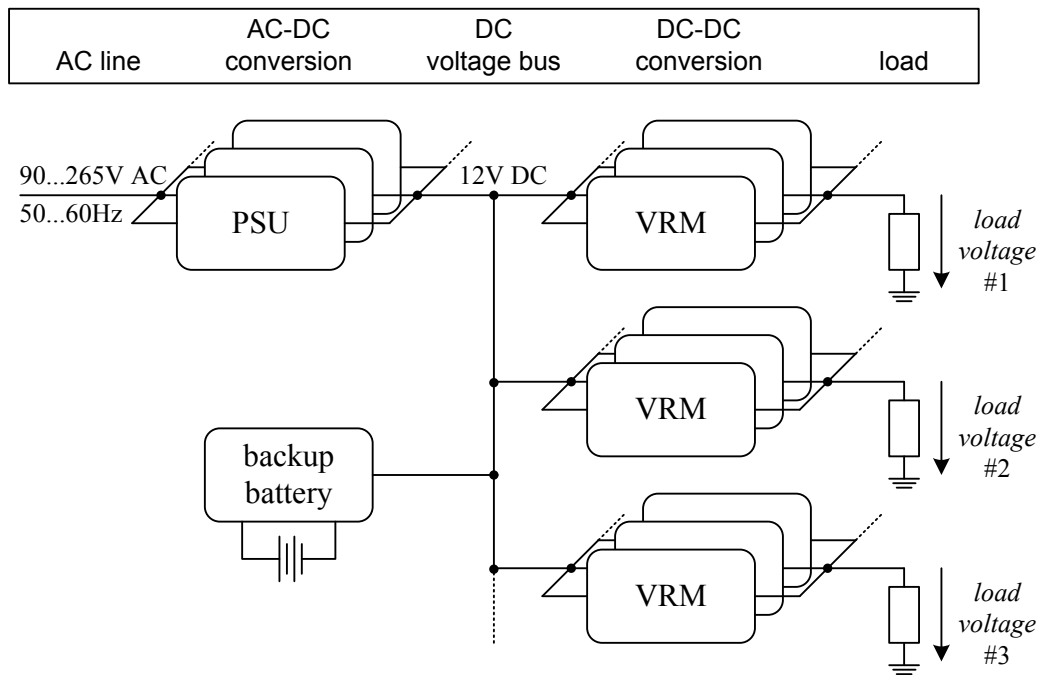 AC line
AC-DC
conversion
DC
voltage bus
DC-DC
conversion
load
90...265V AC
50...60Hz
PSU
12V DC
VRM
load
voltage
#1
VRM
load
voltage
#2
backup
battery
VRM
load
voltage
#3